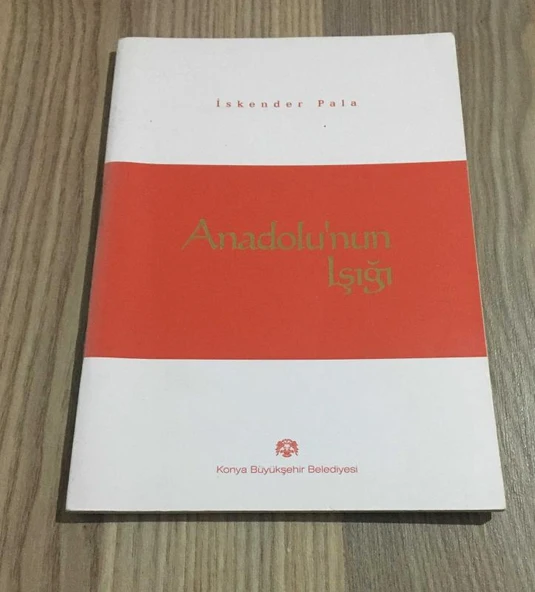 İskender Pala
Anadolu'nun
Işığı
Konya Büyükşehir Belediyesi